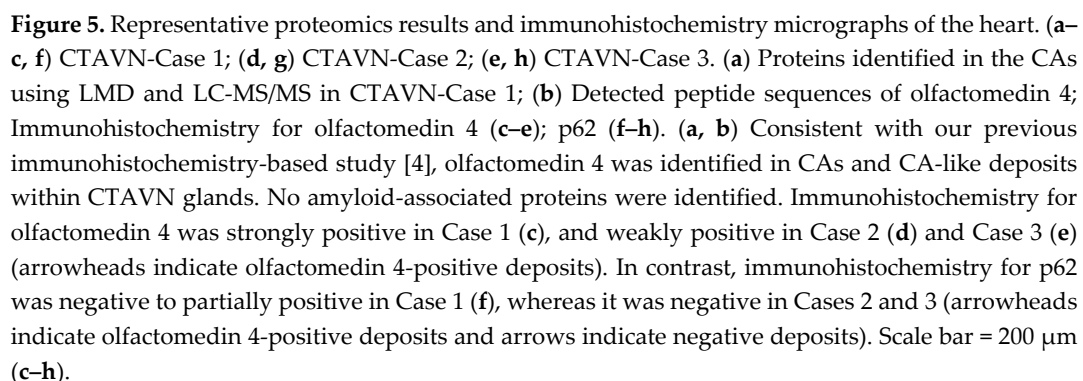 Figure 5. Representative proteomics results and immunohistochemistry micrographs of the heart. (a–
c, f) CTAVN-Case 1; (d, g) CTAVN-Case 2; (e, h) CTAVN-Case 3. (a) Proteins identified in the CAs
using LMD and LC-MS/MS in CTAVN-Case 1; (b) Detected peptide sequences of olfactomedin 4;
Immunohistochemistry for olfactomedin 4 (c–e); p62 (f–h). (a, b) Consistent with our previous
immunohistochemistry-based study [4], olfactomedin 4 was identified in CAs and CA-like deposits
within CTAVN glands. No amyloid-associated proteins were identified. Immunohistochemistry for
olfactomedin 4 was strongly positive in Case 1 (c), and weakly positive in Case 2 (d) and Case 3 (e)
(arrowheads indicate olfactomedin 4-positive deposits). In contrast, immunohistochemistry for p62
was negative to partially positive in Case 1 (f), whereas it was negative in Cases 2 and 3 (arrowheads
indicate olfactomedin 4-positive deposits and arrows indicate negative deposits). Scale bar = 200 μm
(c–h).